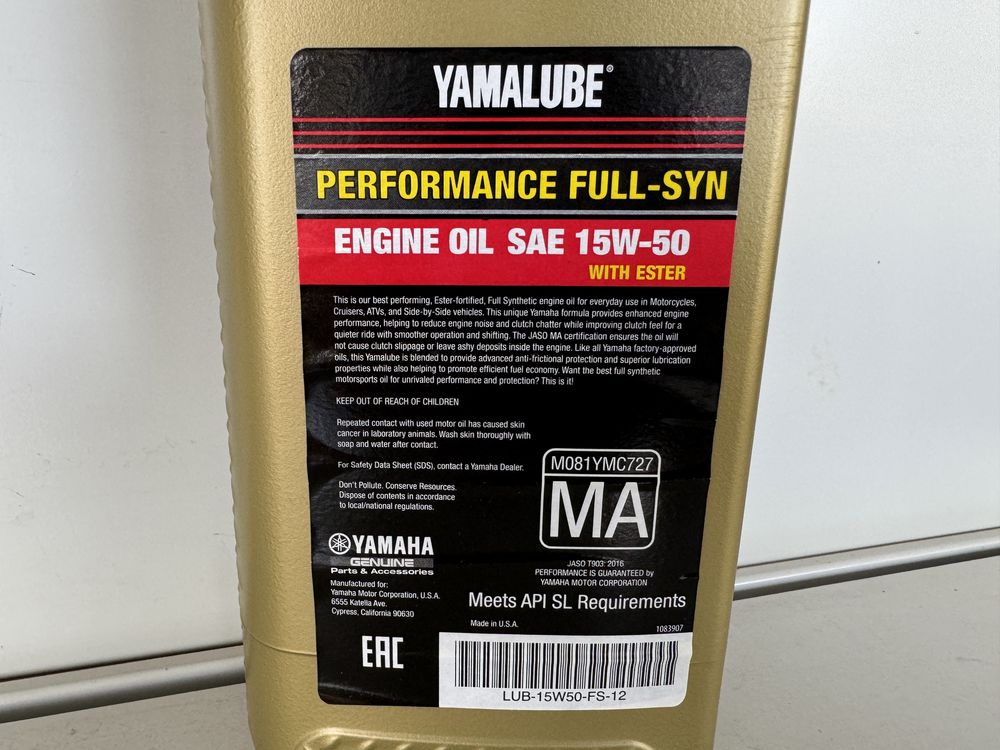 YAMALUBE®
PERFORMANCE FULL-SYN
ENGINE OIL SAE 15W-50
WITH ESTER
This is our best performing, Ester-fortified, Full Synthetic engine oil for everyday use in Motorcycles,
Cruisers, ATVs, and Side-by-Side vehicles. This unique Yamaha formula provides enhanced engine
performance, helping to reduce engine noise and clutch chatter while improving clutch feel for a
quieter ride with smoother operation and shifting. The JASO MA certification ensures the oil will
not cause clutch slippage or leave ashy deposits inside the engine. Like all Yamaha factory-approved
oils, this Yamalube is blended to provide advanced anti-frictional protection and superior lubrication
properties while also helping to promote efficient fuel economy. Want the best full synthetic
motorsports oil for unrivaled performance and protection? This is it!
KEEP OUT OF REACH OF CHILDREN
Repeated contact with used motor oil has caused skin
cancer in laboratory animals. Wash skin thoroughly with
soap and water after contact.
For Safety Data Sheet (SDS), contact a Yamaha Dealer.
Don't Pollute. Conserve Resources.
Dispose of contents in accordance
to local/national regulations.
M081YMC727
MA
JASO T903: 2016
PERFORMANCE IS GUARANTEED by
YAMAHA MOTOR CORPORATION
YAMAHA
GENUINE
Parts & Accessories
Manufactured for:
Yamaha Motor Corporation, U.S.A.
6555 Katella Ave.
Cypress, California 90630
Meets API SL Requirements
Made in U.S.A.
1083907
EAC
LUB-15W50-FS-12